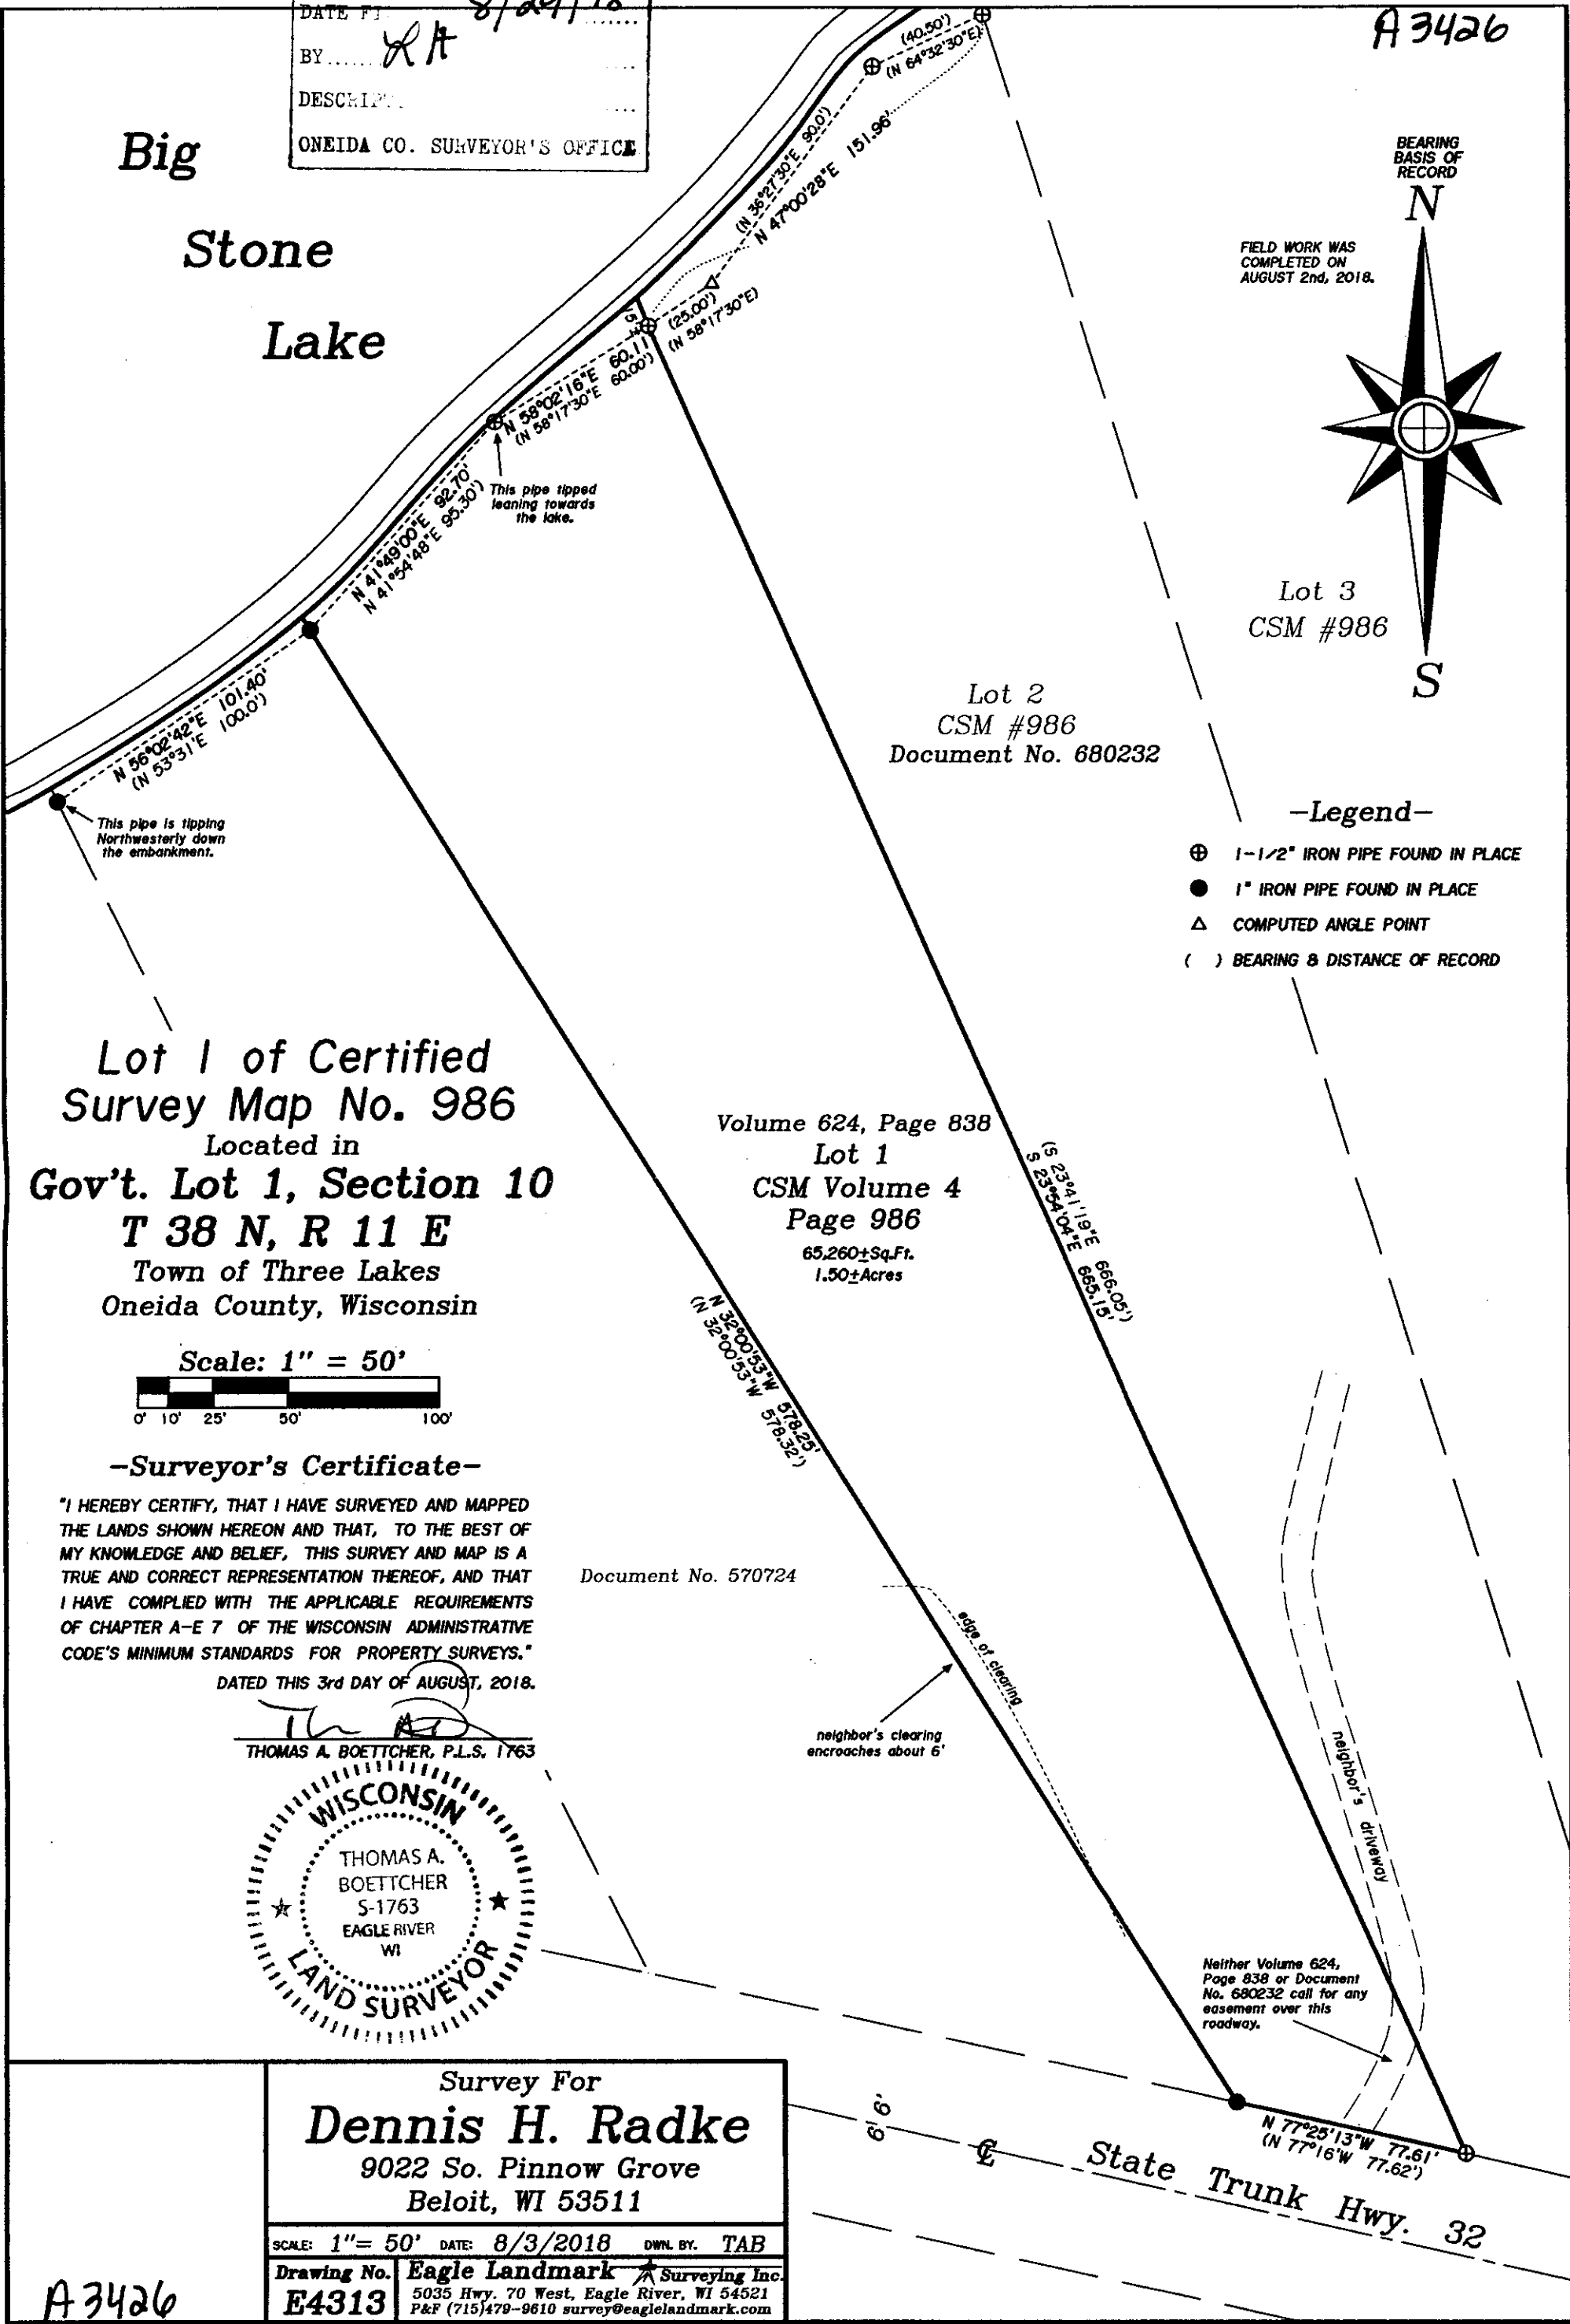 DATE
8/29/18
BY...... RA
DESCRIP
ONEIDA CO. SURVEYOR'S OFFICE
A3426
Big
Stone
Lake
BEARING
BASIS OF
RECORD
N
S
FIELD WORK WAS
COMPLETED ON
AUGUST 2nd, 2018.
(40.50')
(N 64°32'30"E)
(N 36°27'30"E 90.0')
N 47°00'28"E 151.96'
(25.00')
(N 58°17'30"E)
N 58°02'16"E 60.11'
(N 58°17'30"E 60.00')
This pipe tipped
leaning towards
the lake.
N 41°49'00"E 92.70'
N 41°54'48"E 95.30')
N 56°02'42"E 101.40'
(N 53°31'E 100.0')
This pipe is tipping
Northwesterly down
the embankment.
Lot 3
CSM #986
Lot 2
CSM #986
Document No. 680232
-Legend-
⊕ 1-1/2" IRON PIPE FOUND IN PLACE
● 1" IRON PIPE FOUND IN PLACE
△ COMPUTED ANGLE POINT
( ) BEARING & DISTANCE OF RECORD
Lot 1 of Certified
Survey Map No. 986
Located in
Gov't. Lot 1, Section 10
T 38 N, R 11 E
Town of Three Lakes
Oneida County, Wisconsin
Scale: 1" = 50'
0' 10' 25' 50' 100'
Volume 624, Page 838
Lot 1
CSM Volume 4
Page 986
65,260±Sq.Ft.
1.50±Acres
(S 23°41'19"E 666.05')
S 23°54'04"E 665.15'
N 32°00'53"W 578.25'
(N 32°00'53"W 578.32')
-Surveyor's Certificate-
"I HEREBY CERTIFY, THAT I HAVE SURVEYED AND MAPPED
THE LANDS SHOWN HEREON AND THAT, TO THE BEST OF
MY KNOWLEDGE AND BELIEF, THIS SURVEY AND MAP IS A
TRUE AND CORRECT REPRESENTATION THEREOF, AND THAT
I HAVE COMPLIED WITH THE APPLICABLE REQUIREMENTS
OF CHAPTER A-E 7 OF THE WISCONSIN ADMINISTRATIVE
CODE'S MINIMUM STANDARDS FOR PROPERTY SURVEYS."
DATED THIS 3rd DAY OF AUGUST, 2018.
THOMAS A. BOETTCHER, P.L.S. 1763
WISCONSIN
THOMAS A.
BOETTCHER
S-1763
EAGLE RIVER
WI
LAND SURVEYOR
Document No. 570724
edge of clearing
neighbor's clearing
encroaches about 6'
neighbor's driveway
Neither Volume 624,
Page 838 or Document
No. 680232 call for any
easement over this
roadway.
N 77°25'13"W 77.61'
(N 77°16'W 77.62')
6' 6'
℄ State Trunk Hwy. 32
Survey For
Dennis H. Radke
9022 So. Pinnow Grove
Beloit, WI 53511
SCALE: 1"= 50' DATE: 8/3/2018 DWN. BY. TAB
Drawing No.
E4313
Eagle Landmark Surveying Inc.
5035 Hwy. 70 West, Eagle River, WI 54521
P&F (715)479-9610 survey@eaglelandmark.com
A3426